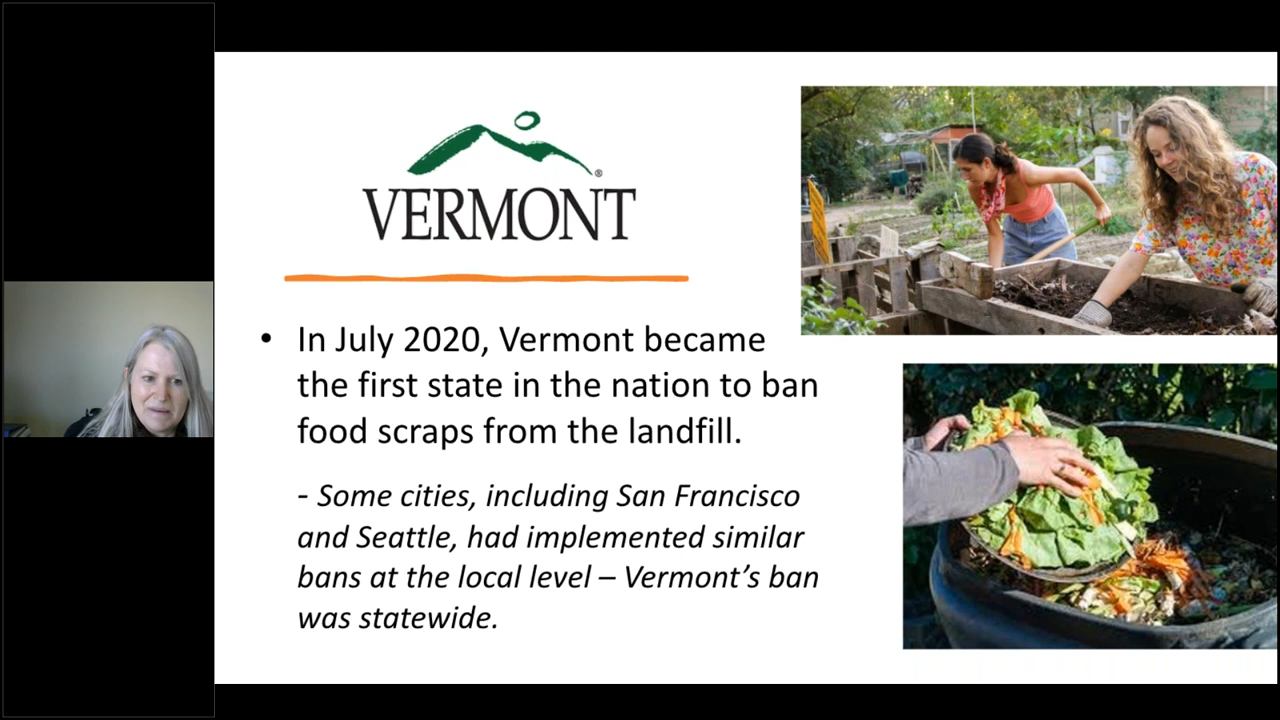 ®
VERMONT
• In July 2020, Vermont became
the first state in the nation to ban
food scraps from the landfill.
- Some cities, including San Francisco
and Seattle, had implemented similar
bans at the local level – Vermont’s ban
was statewide.